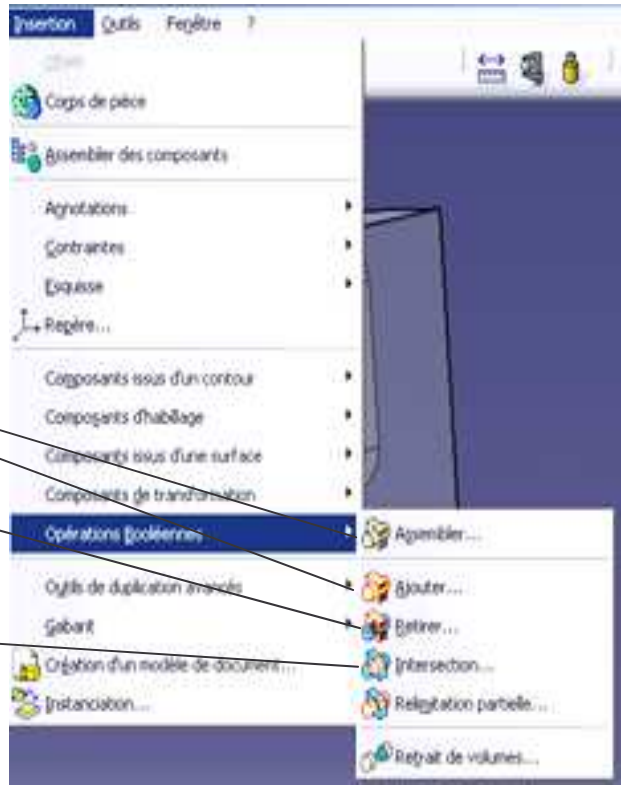 Insertion Outils Fenêtre ?
Corps de pièce
Assembler des composants
Annotations
Contraintes
Esquisse
Repère...
Composants issus d'un contour
Composants d'habillage
Composants issus d'une surface
Composants de transformation
Opérations Booléennes
Assembler...
Outils de duplication avancés
Ajouter...
Gabarit
Retirer...
Création d'un modèle de document...
Intersection...
Instanciation...
Relimitation partielle...
Retrait de volumes...